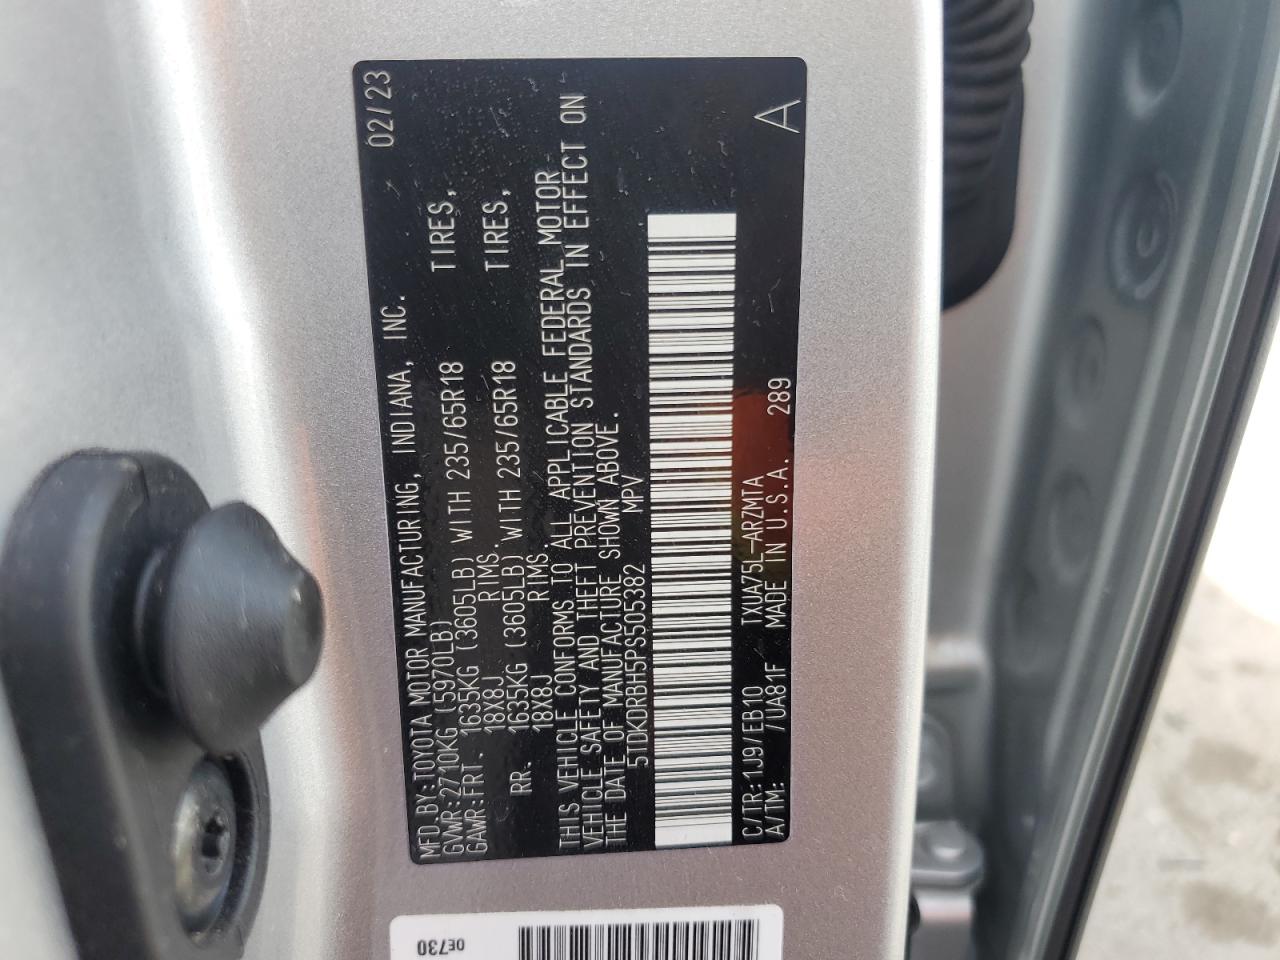 02/23
MFD.BY:TOYOTA MOTOR MANUFACTURING, INDIANA, INC.
GVWR:2710KG (5970LB)
GAWR:FRT. 1635KG (3605LB) WITH 235/65R18 TIRES,
18X8J RIMS.
RR. 1635KG (3605LB) WITH 235/65R18 TIRES,
18X8J RIMS.
THIS VEHICLE CONFORMS TO ALL APPLICABLE FEDERAL MOTOR
VEHICLE SAFETY AND THEFT PREVENTION STANDARDS IN EFFECT ON
THE DATE OF MANUFACTURE SHOWN ABOVE.
5TDKDRBH5PS505382 MPV
C/TR:1J9/EB10 TXUA75L-ARZMTA 289 A
A/TM: /UA81F MADE IN U.S.A.
0E730